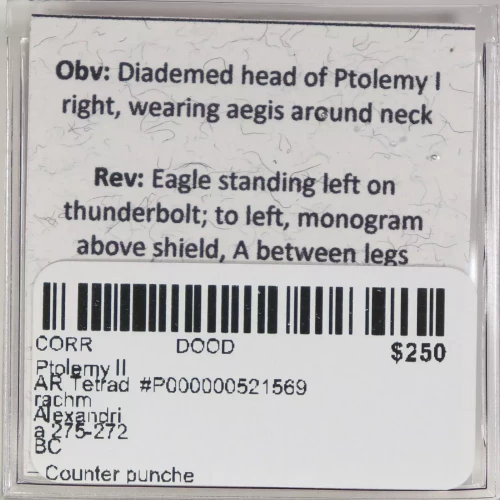 Obv: Diademed head of Ptolemy I
right, wearing aegis around neck
Rev: Eagle standing left on
thunderbolt; to left, monogram
above shield, A between legs
CORR DOOD
$250
Ptolemy II
AR Tetrad #P000000521569
rachm
Alexandri
a 275-272
BC
- Counter punche